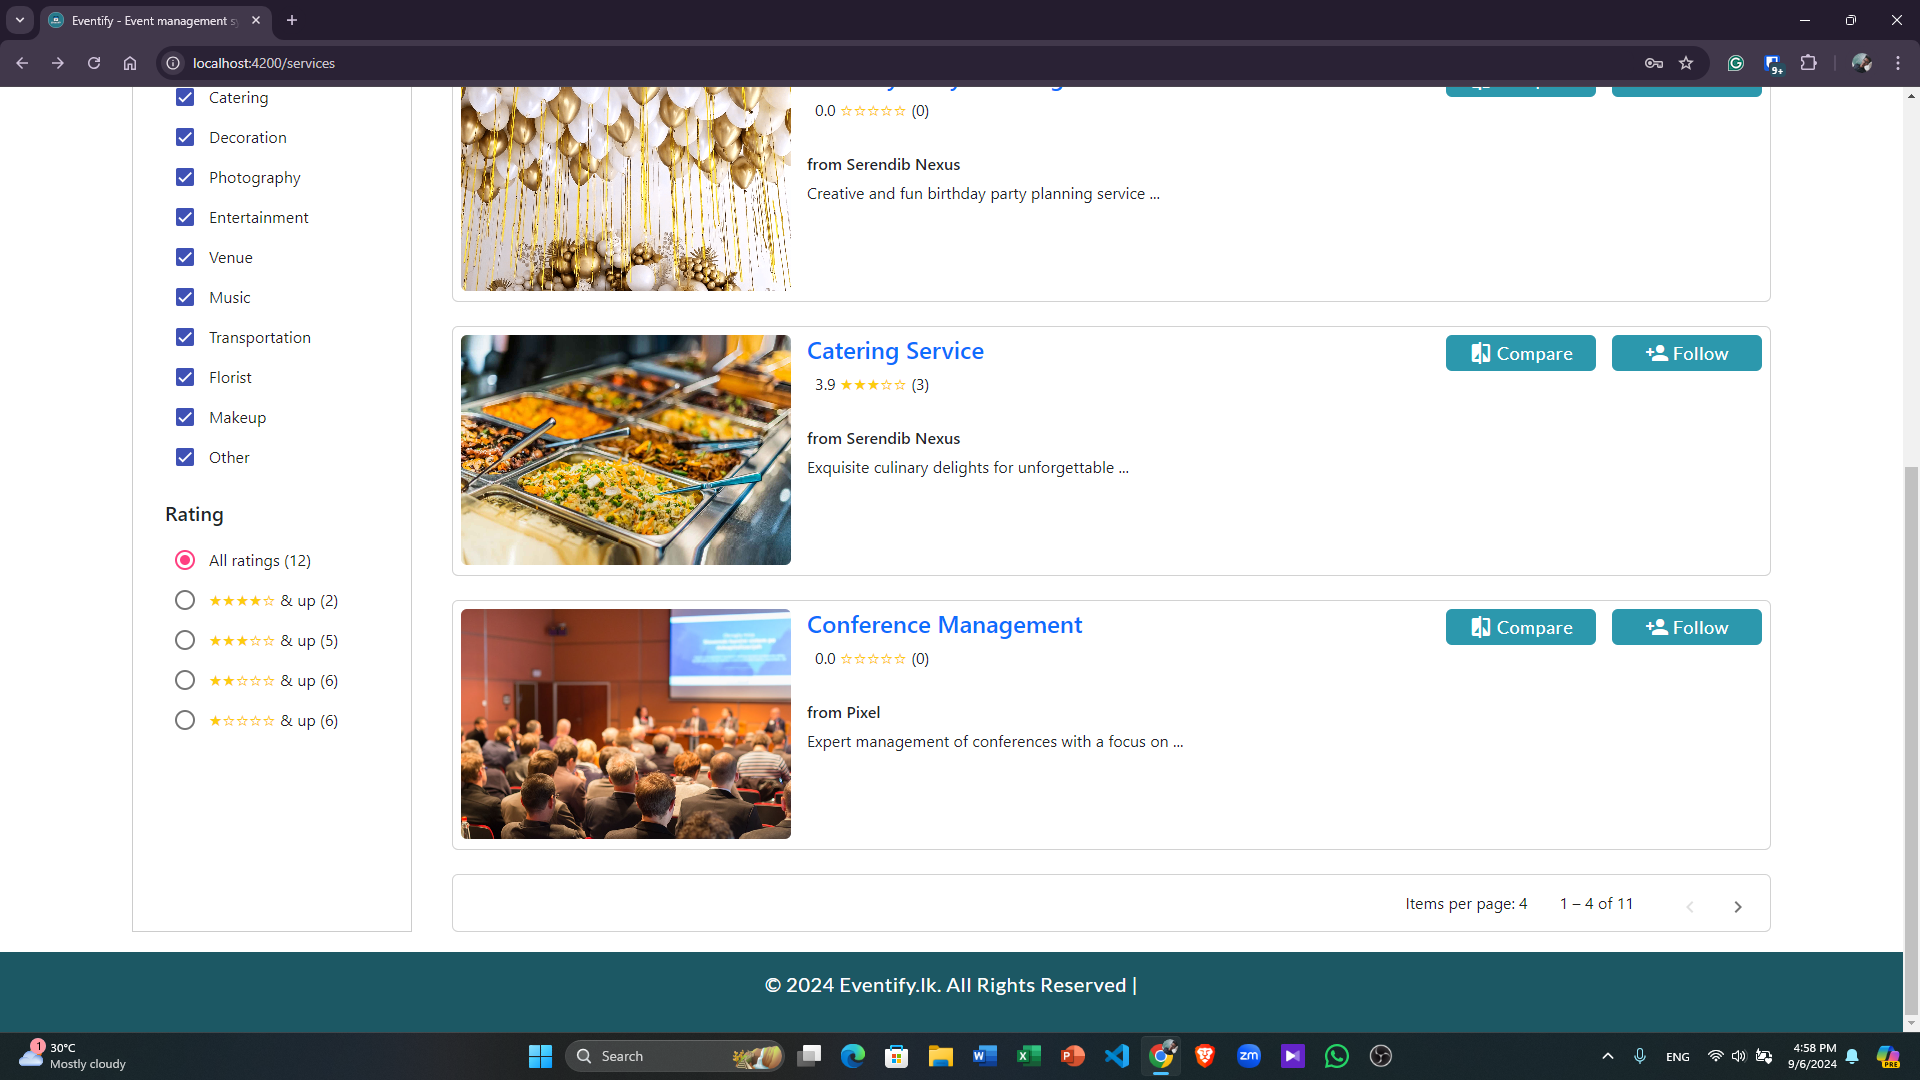 Eventify - Event management sy
localhost:4200/services
9+
Catering
Decoration
Photography
Entertainment
Venue
Music
Transportation
Florist
Makeup
Other
Rating
All ratings (12)
★★★★☆ & up (2)
★★★☆☆ & up (5)
★★☆☆☆ & up (6)
★☆☆☆☆ & up (6)
0.0 ☆☆☆☆☆ (0)
from Serendib Nexus
Creative and fun birthday party planning service ...
Catering Service
3.9 ★★★☆☆ (3)
from Serendib Nexus
Exquisite culinary delights for unforgettable ...
Compare
Follow
Conference Management
0.0 ☆☆☆☆☆ (0)
from Pixel
Expert management of conferences with a focus on ...
Compare
Follow
Items per page: 4
1 – 4 of 11
© 2024 Eventify.lk. All Rights Reserved |
1
30°C
Mostly cloudy
Search
zm
ENG
4:58 PM
9/6/2024
PRE